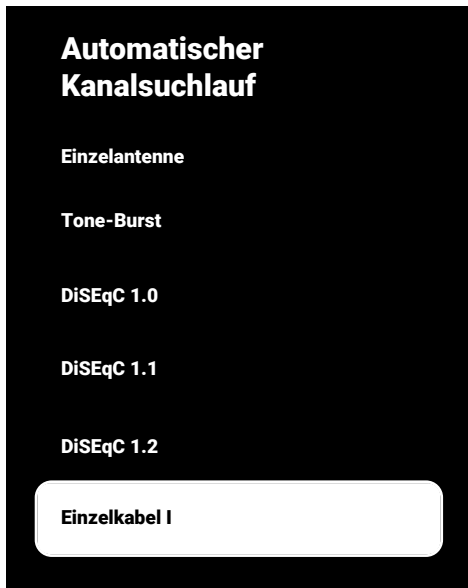 Automatischer
Kanalsuchlauf
Einzelantenne
Tone-Burst
DiSEqC 1.0
DiSEqC 1.1
DiSEqC 1.2
Einzelkabel I